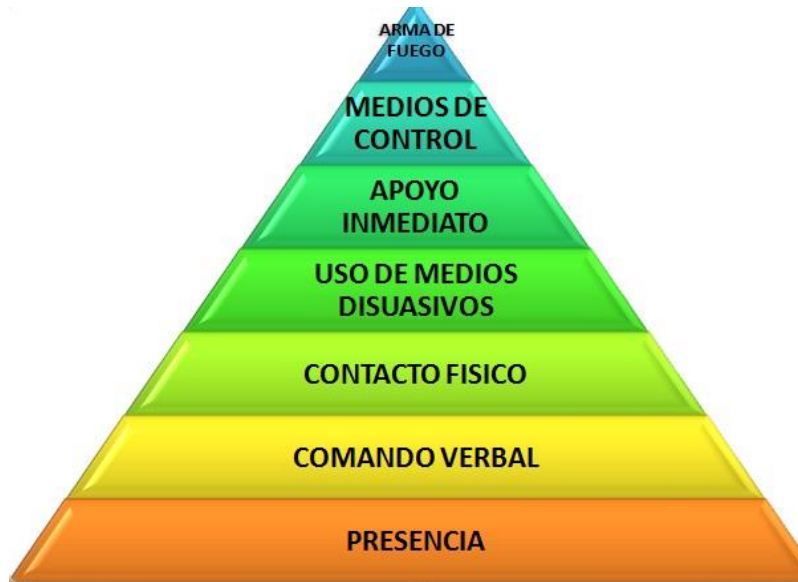 ARMA DE
FUEGO
MEDIOS DE
CONTROL
APOYO
INMEDIATO
USO DE MEDIOS
DISUASIVOS
CONTACTO FISICO
COMANDO VERBAL
PRESENCIA